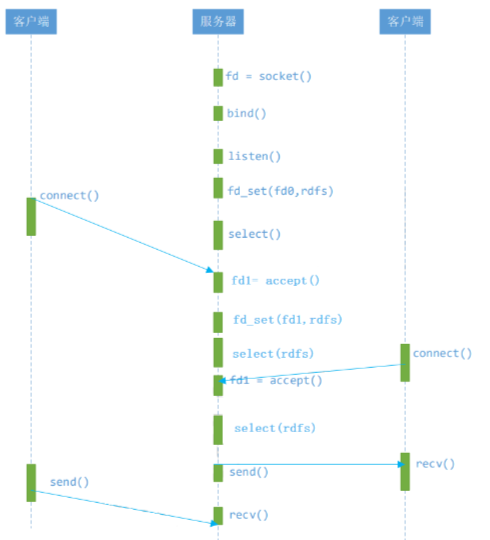 客户端
服务器
客户端
fd = socket()
bind()
listen()
fd_set(fd0,rdfs)
connect()
select()
fd1= accept()
fd_set(fd1,rdfs)
select(rdfs)
connect()
fd1 = accept()
select(rdfs)
recv()
send()
send()
recv()